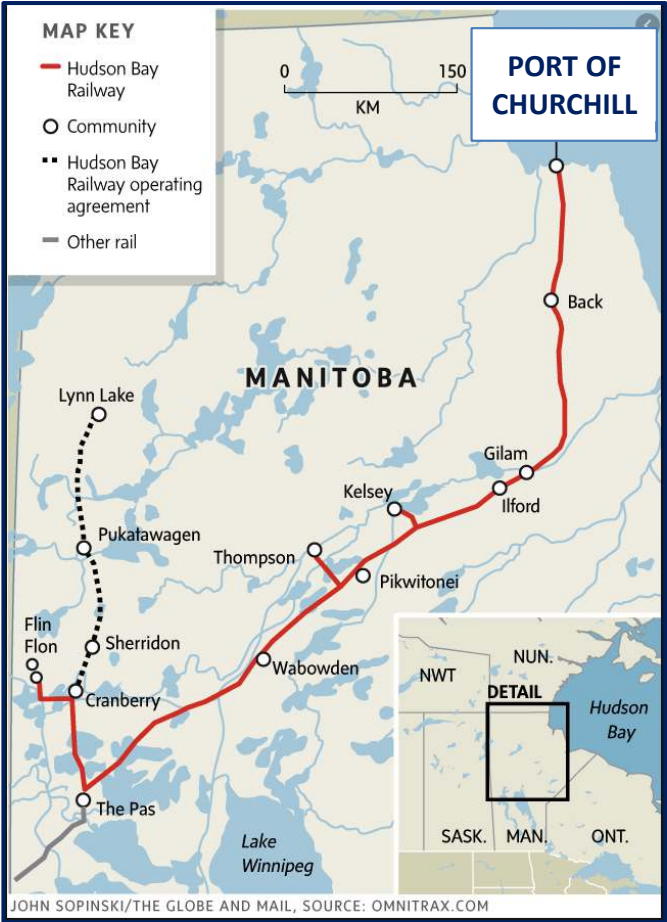 MAP KEY
Hudson Bay
Railway
Community
Hudson Bay
Railway operating
agreement
Other rail
0 150
KM
PORT OF
CHURCHILL
Back
MANITOBA
Lynn Lake
Gilam
Kelsey
Ilford
Pukatawagen
Thompson
Pikwitonei
Flin
Flon
Sherridon
Wabowden
Cranberry
The Pas
Lake
Winnipeg
NWT
NUN.
DETAIL
Hudson
Bay
SASK.
MAN.
ONT.
JOHN SOPINSKI/THE GLOBE AND MAIL, SOURCE: OMNITRAX.COM